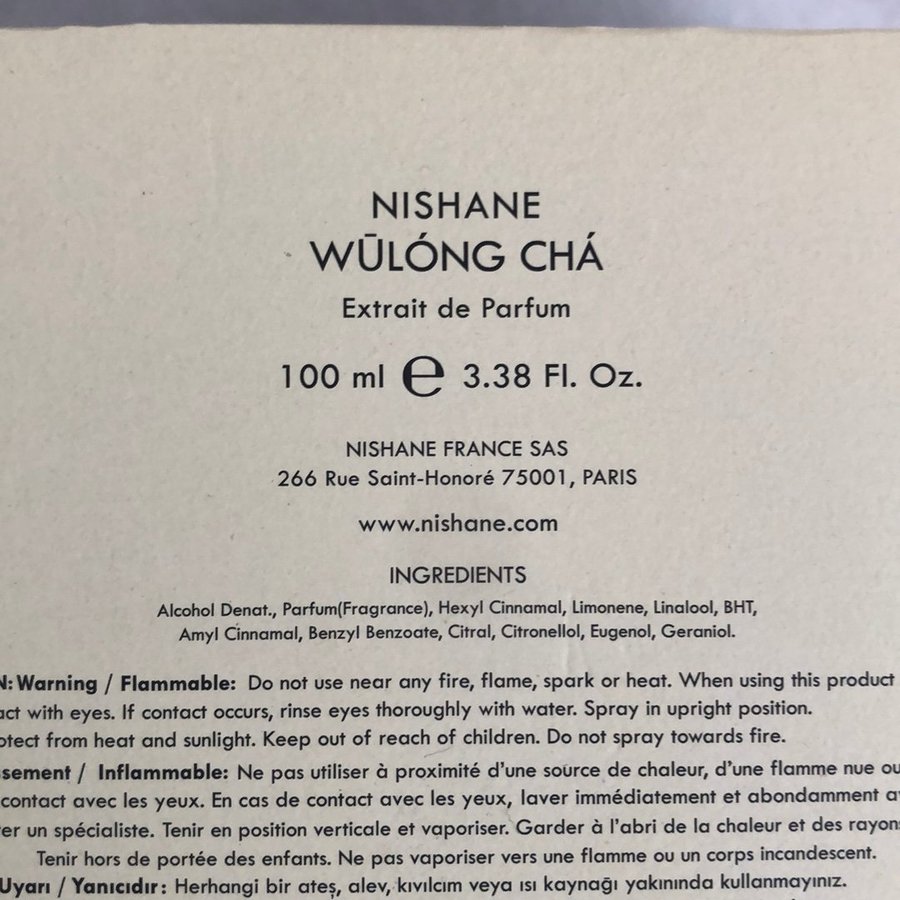 NISHANE
WŪLÓNG CHÁ
Extrait de Parfum
100 ml ℮ 3.38 Fl. Oz.
NISHANE FRANCE SAS
266 Rue Saint-Honoré 75001, PARIS
www.nishane.com
INGREDIENTS
Alcohol Denat., Parfum(Fragrance), Hexyl Cinnamal, Limonene, Linalool, BHT,
Amyl Cinnamal, Benzyl Benzoate, Citral, Citronellol, Eugenol, Geraniol.
N: Warning / Flammable: Do not use near any fire, flame, spark or heat. When using this product
act with eyes. If contact occurs, rinse eyes thoroughly with water. Spray in upright position.
otect from heat and sunlight. Keep out of reach of children. Do not spray towards fire.
ssement / Inflammable: Ne pas utiliser à proximité d'une source de chaleur, d'une flamme nue ou
contact avec les yeux. En cas de contact avec les yeux, laver immédiatement et abondamment a
er un spécialiste. Tenir en position verticale et vaporiser. Garder à l'abri de la chaleur et des rayon
Tenir hors de portée des enfants. Ne pas vaporiser vers une flamme ou un corps incandescent.
Uyarı / Yanıcıdır: Herhangi bir ateş, alev, kıvılcım veya ısı kaynağı yakınında kullanmayınız.